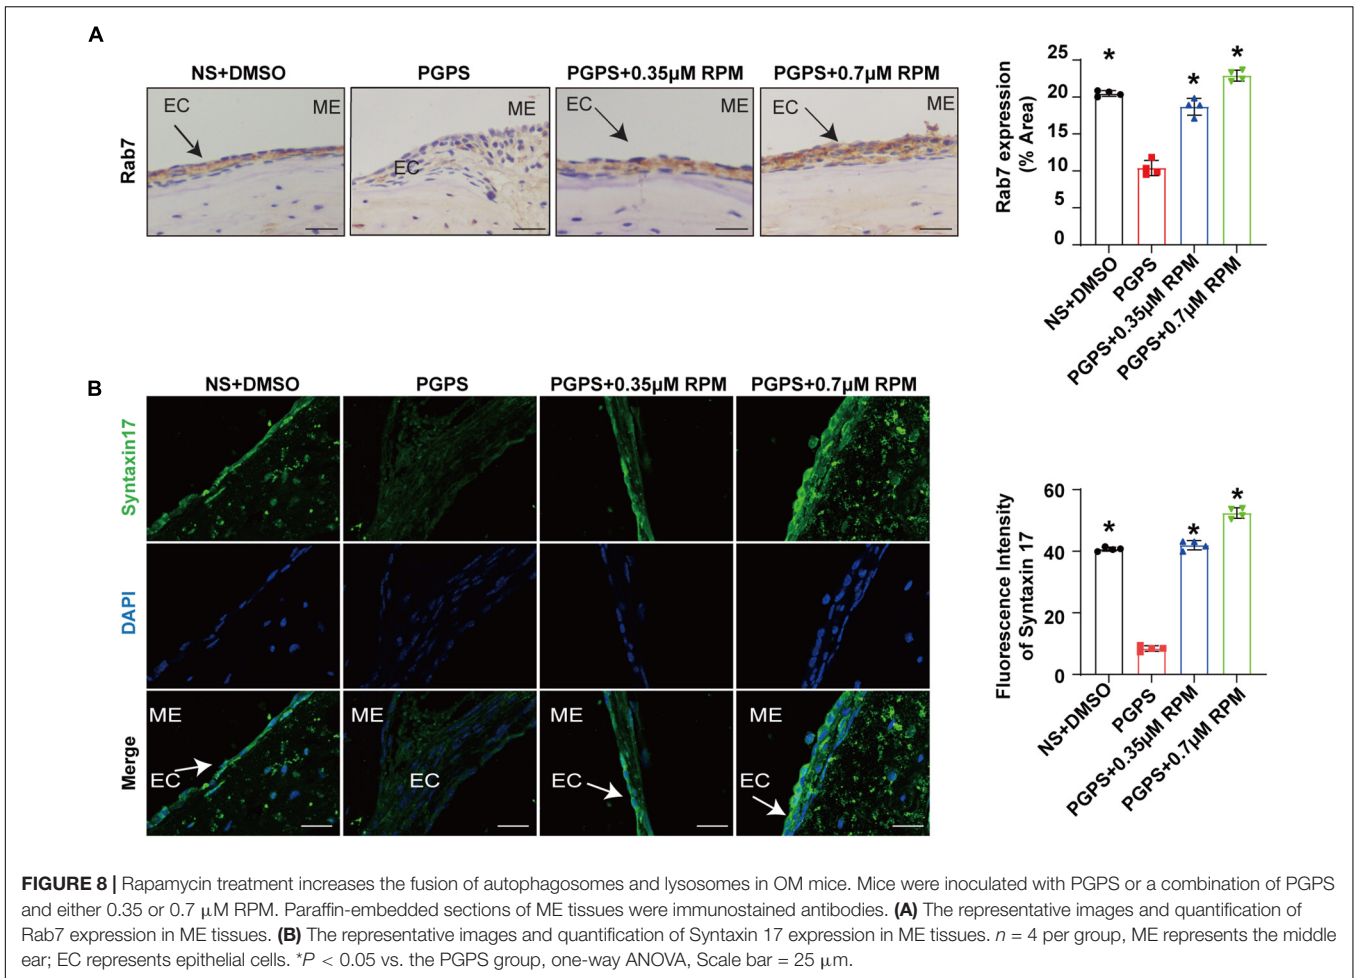 A
NS+DMSO
PGPS
PGPS+0.35μM RPM
PGPS+0.7μM RPM
Rab7
EC
ME
ME
EC
EC
ME
EC
ME
Rab7 expression
(% Area)
25
20
15
10
5
0
*
*
*
NS+DMSO
PGPS
PGPS+0.35μM RPM
PGPS+0.7μM RPM
B
NS+DMSO
PGPS
PGPS+0.35μM RPM
PGPS+0.7μM RPM
Syntaxin17
DAPI
Merge
ME
EC
ME
EC
ME
EC
ME
EC
Fluorescence Intensity
of Syntaxin 17
60
40
20
0
*
*
*
NS+DMSO
PGPS
PGPS+0.35μM RPM
PGPS+0.7μM RPM
FIGURE 8 | Rapamycin treatment increases the fusion of autophagosomes and lysosomes in OM mice. Mice were inoculated with PGPS or a combination of PGPS
and either 0.35 or 0.7 μM RPM. Paraffin-embedded sections of ME tissues were immunostained antibodies. (A) The representative images and quantification of
Rab7 expression in ME tissues. (B) The representative images and quantification of Syntaxin 17 expression in ME tissues. n = 4 per group, ME represents the middle
ear; EC represents epithelial cells. *P < 0.05 vs. the PGPS group, one-way ANOVA, Scale bar = 25 μm.